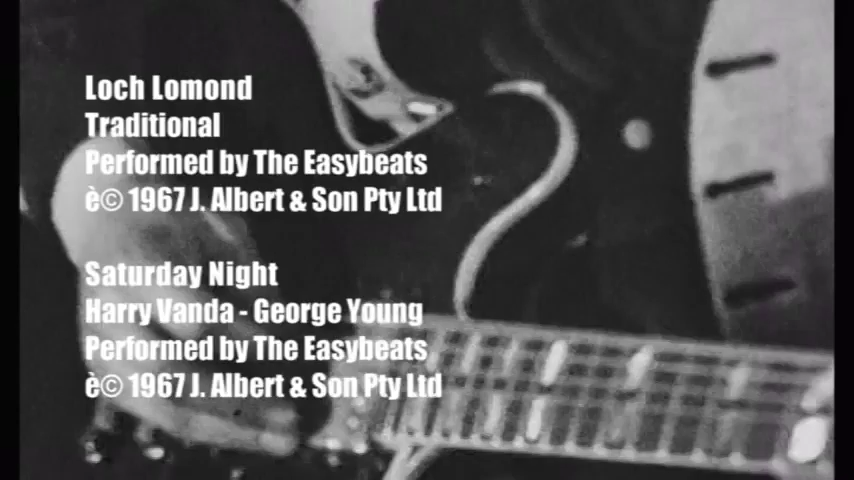 Loch Lomond
Traditional
Performed by The Easybeats
è© 1967 J. Albert & Son Pty Ltd
Saturday Night
Harry Vanda - George Young
Performed by The Easybeats
è© 1967 J. Albert & Son Pty Ltd